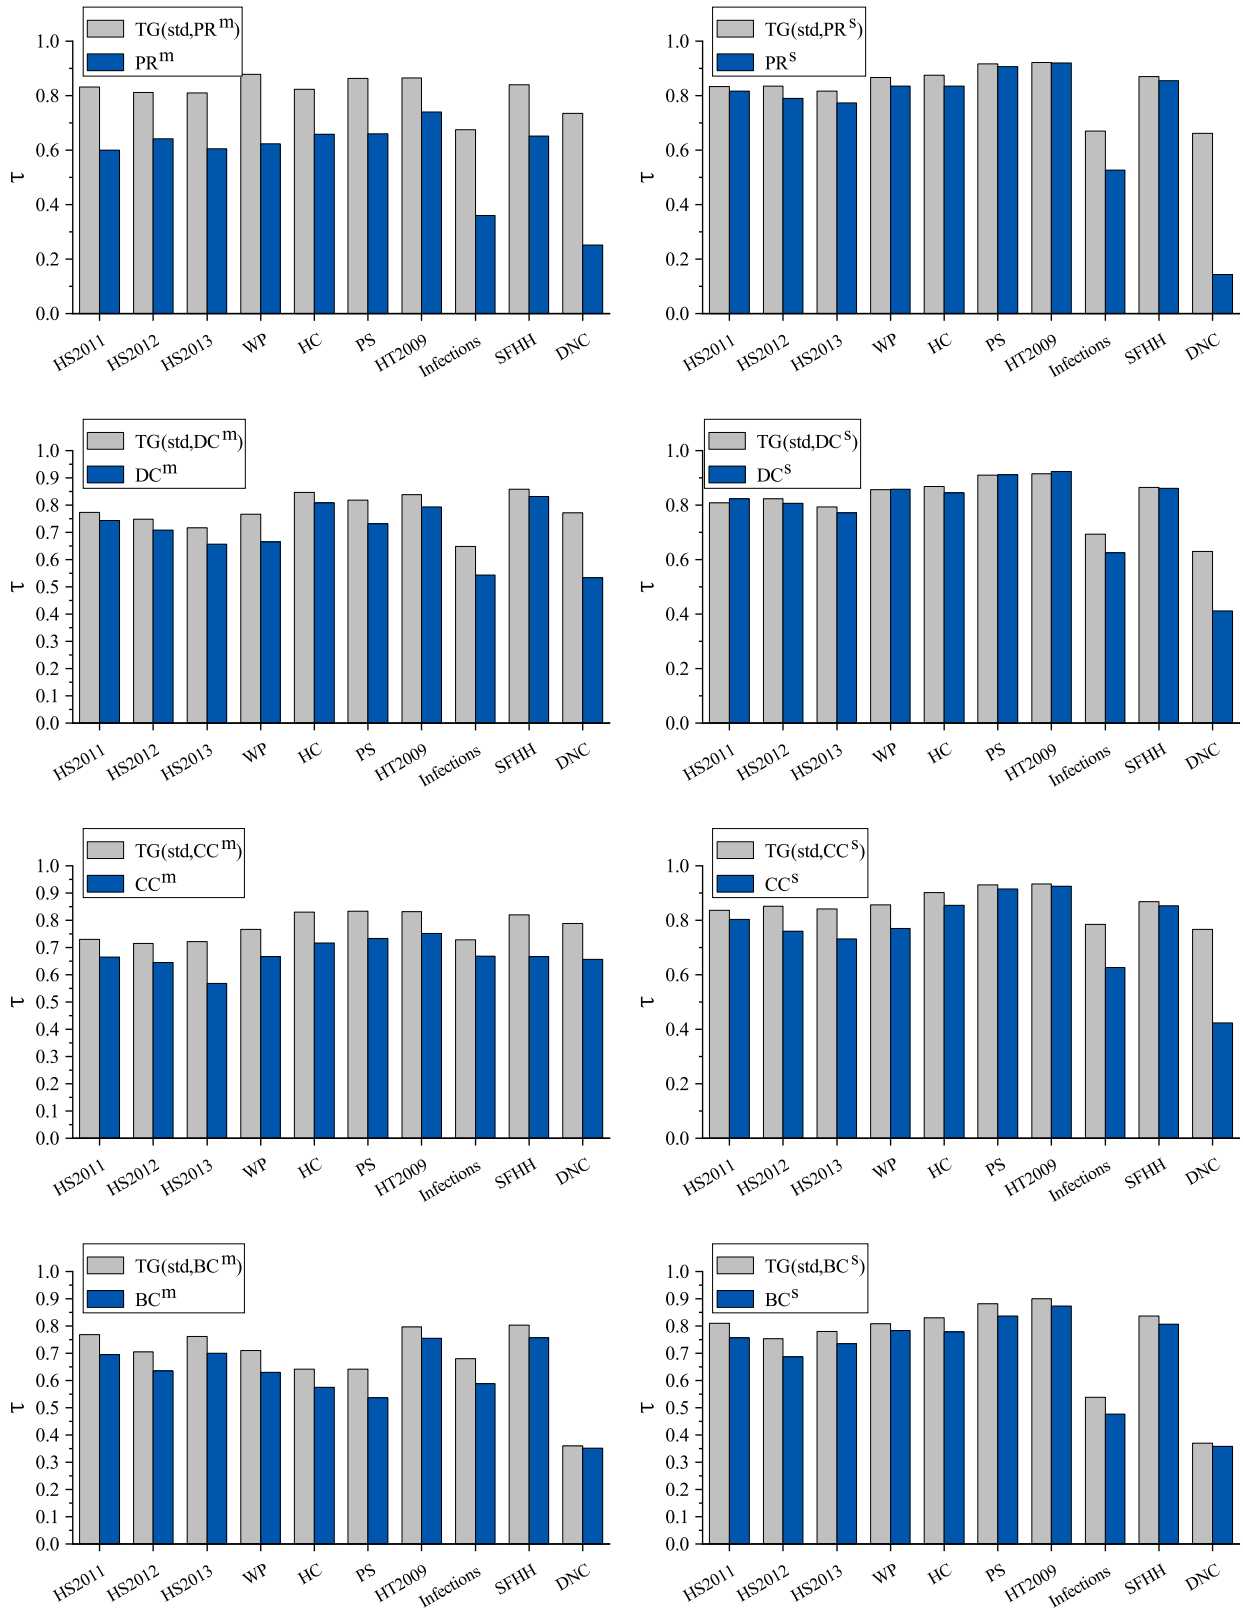 TG(std,PR^m)
PR^m
1.0
0.8
0.6
0.4
0.2
0.0
τ
HS2011 HS2012 HS2013 WP HC PS HT2009 Infections SFHH DNC
TG(std,PR^s)
PR^s
1.0
0.8
0.6
0.4
0.2
0.0
τ
HS2011 HS2012 HS2013 WP HC PS HT2009 Infections SFHH DNC
TG(std,DC^m)
DC^m
1.0
0.9
0.8
0.7
0.6
0.5
0.4
0.3
0.2
0.1
0.0
τ
HS2011 HS2012 HS2013 WP HC PS HT2009 Infections SFHH DNC
TG(std,DC^s)
DC^s
1.0
0.8
0.6
0.4
0.2
0.0
τ
HS2011 HS2012 HS2013 WP HC PS HT2009 Infections SFHH DNC
TG(std,CC^m)
CC^m
1.0
0.9
0.8
0.7
0.6
0.5
0.4
0.3
0.2
0.1
0.0
τ
HS2011 HS2012 HS2013 WP HC PS HT2009 Infections SFHH DNC
TG(std,CC^s)
CC^s
1.0
0.8
0.6
0.4
0.2
0.0
τ
HS2011 HS2012 HS2013 WP HC PS HT2009 Infections SFHH DNC
TG(std,BC^m)
BC^m
1.0
0.9
0.8
0.7
0.6
0.5
0.4
0.3
0.2
0.1
0.0
τ
HS2011 HS2012 HS2013 WP HC PS HT2009 Infections SFHH DNC
TG(std,BC^s)
BC^s
1.0
0.9
0.8
0.7
0.6
0.5
0.4
0.3
0.2
0.1
0.0
τ
HS2011 HS2012 HS2013 WP HC PS HT2009 Infections SFHH DNC